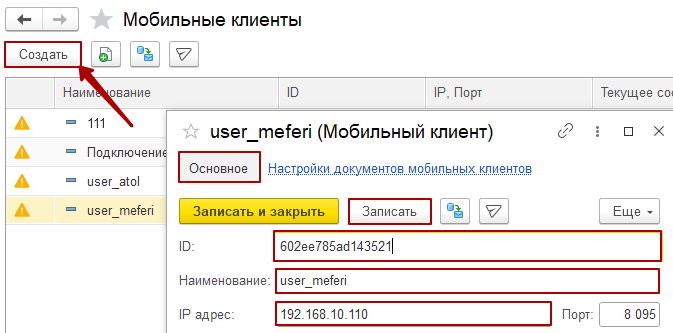 Мобильные клиенты
Создать
Наименование ID IP, Порт Текущее сос
111
Подключение
user_atol
user_meferi
user_meferi (Мобильный клиент)
Основное Настройки документов мобильных клиентов
Записать и закрыть Записать Еще
ID: 602ee785ad143521
Наименование: user_meferi
IP адрес: 192.168.10.110 Порт: 8 095